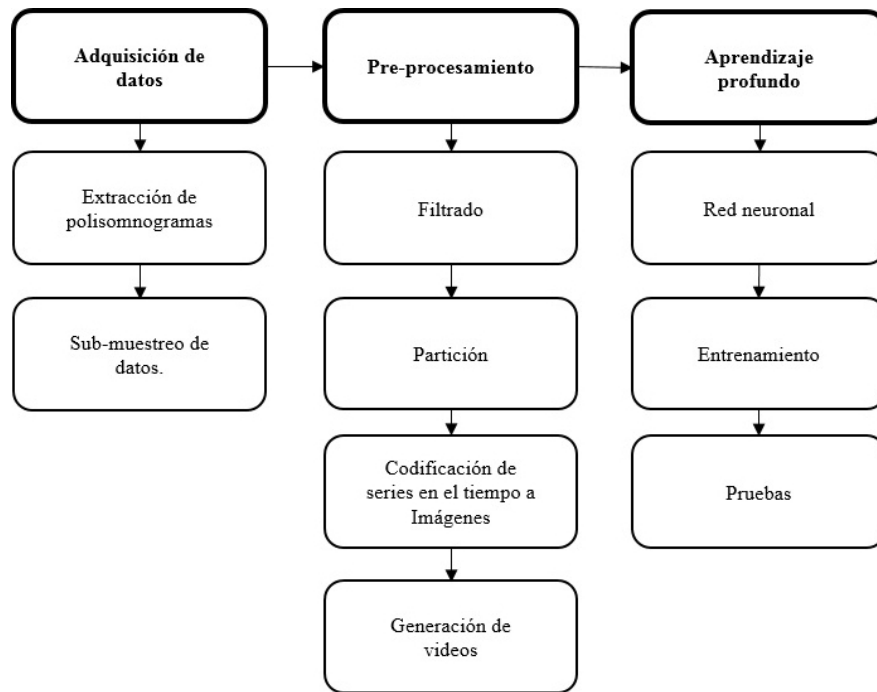 Adquisición de
datos
Pre-procesamiento
Aprendizaje
profundo
Extracción de
polisomnogramas
Filtrado
Red neuronal
Sub-muestreo de
datos.
Partición
Entrenamiento
Codificación de
series en el tiempo a
Imágenes
Pruebas
Generación de
videos